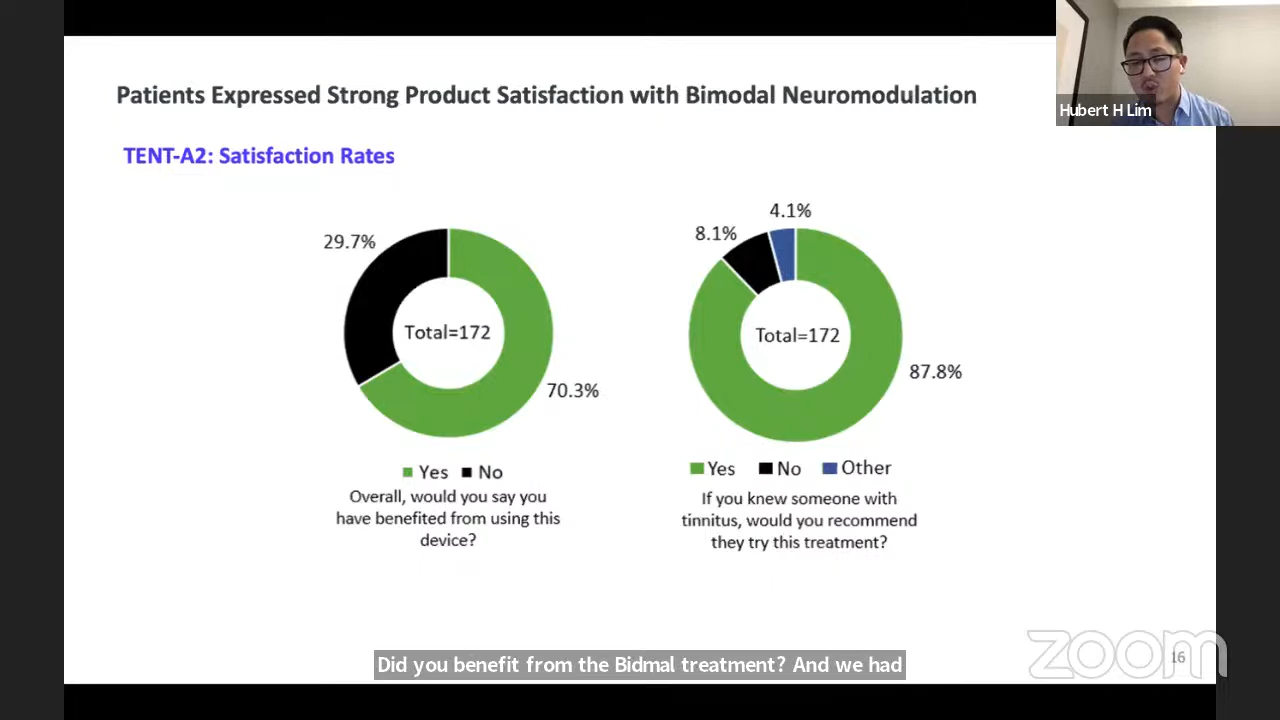 Hubert H Lim
Patients Expressed Strong Product Satisfaction with Bimodal Neuromodulation
TENT-A2: Satisfaction Rates
29.7%
Total=172
70.3%
Yes No
Overall, would you say you
have benefited from using this
device?
4.1%
8.1%
Total=172
87.8%
Yes No Other
If you knew someone with
tinnitus, would you recommend
they try this treatment?
Did you benefit from the Bidmal treatment? And we had
zoom
16